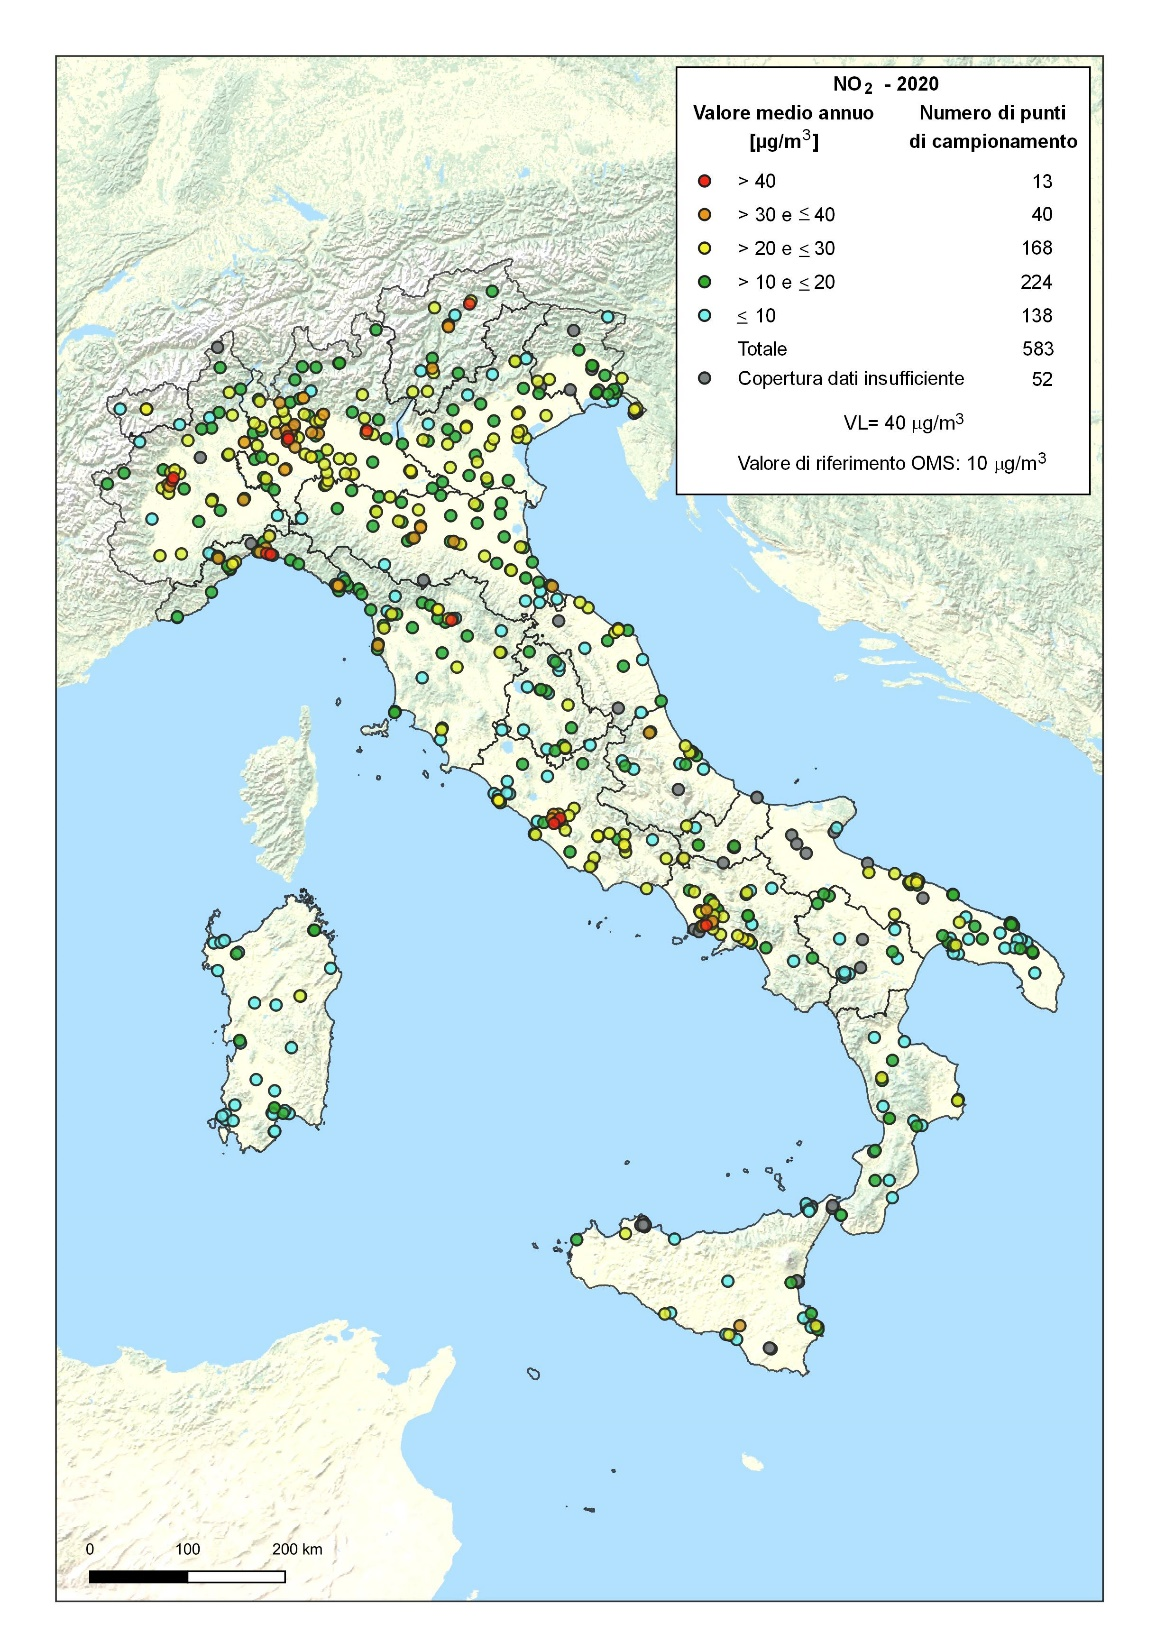 NO2 - 2020
Valore medio annuo Numero di punti
[µg/m3] di campionamento
> 40 13
> 30 e ≤ 40 40
> 20 e ≤ 30 168
> 10 e ≤ 20 224
≤ 10 138
Totale 583
Copertura dati insufficiente 52
VL= 40 µg/m3
Valore di riferimento OMS: 10 µg/m3
0 100 200 km